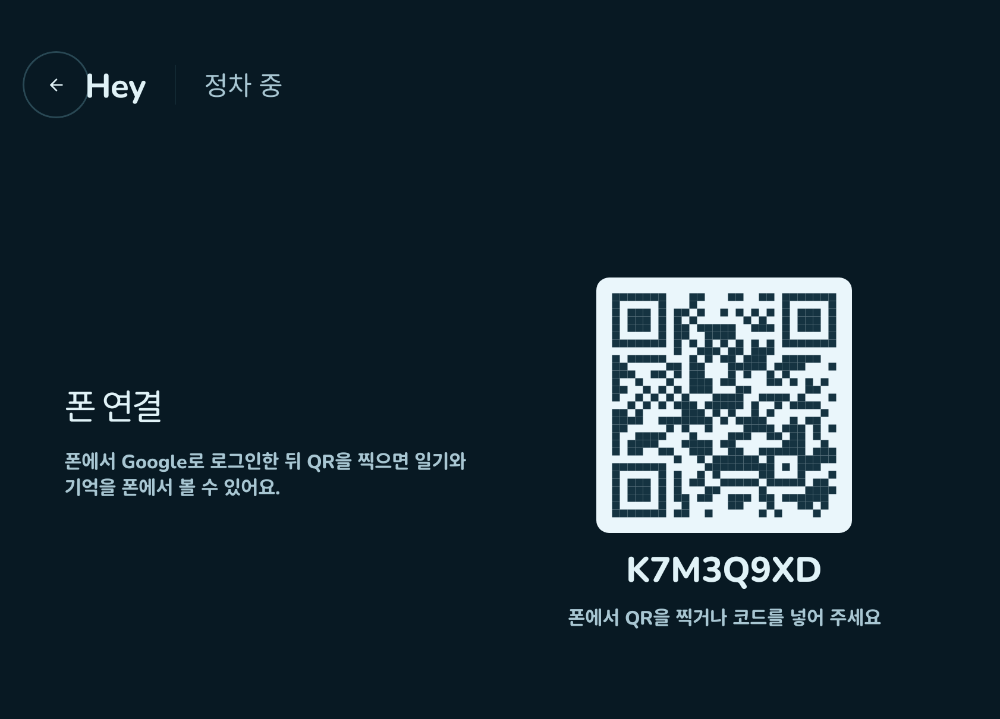 Hey
정차 중
폰 연결
폰에서 Google로 로그인한 뒤 QR을 찍으면 일기와
기억을 폰에서 볼 수 있어요.
K7M3Q9XD
폰에서 QR을 찍거나 코드를 넣어 주세요